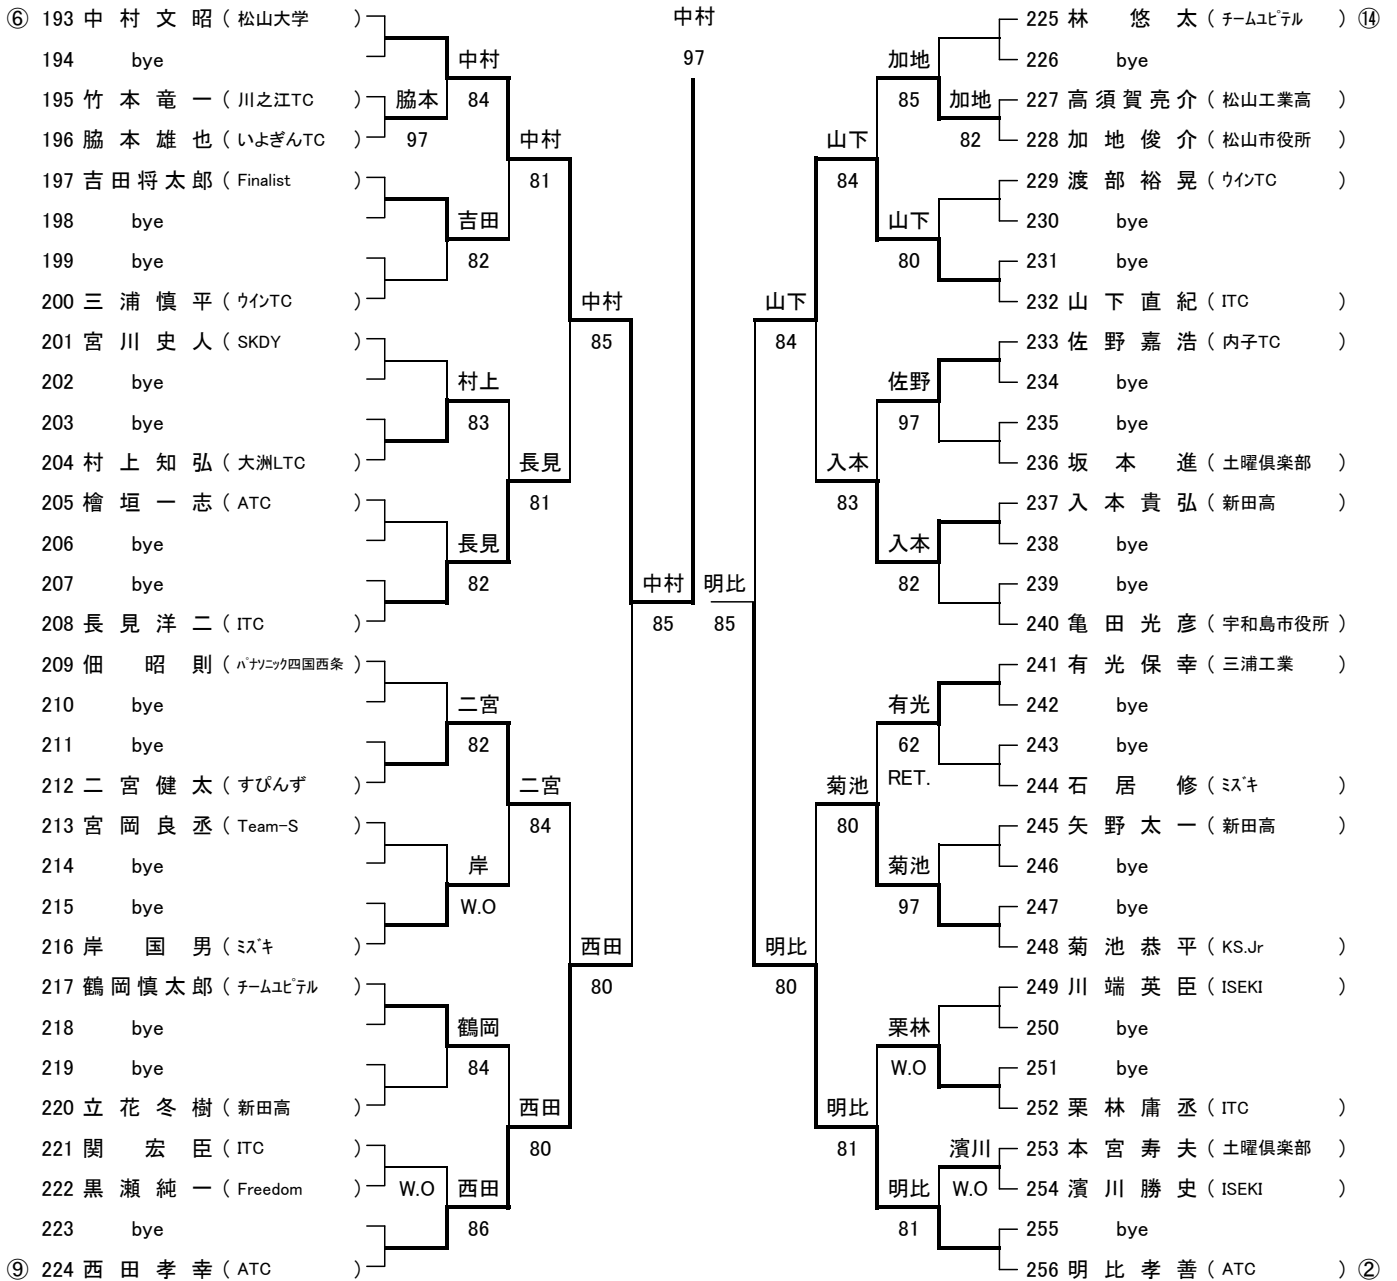 中村
97
⑥ 193 中村文昭 ( 松山大学 )
194 bye
195 竹本竜一 ( 川之江TC )
196 脇本雄也 ( いよぎんTC )
197 吉田将太郎 ( Finalist )
198 bye
199 bye
200 三浦慎平 ( ウインTC )
201 宮川史人 ( SKDY )
202 bye
203 bye
204 村上知弘 ( 大洲LTC )
205 檜垣一志 ( ATC )
206 bye
207 bye
208 長見洋二 ( ITC )
209 佃昭則 ( パナソニック四国西条 )
210 bye
211 bye
212 二宮健太 ( すぴんず )
213 宮岡良丞 ( Team-S )
214 bye
215 bye
216 岸国男 ( ミズキ )
217 鶴岡慎太郎 ( チームユピテル )
218 bye
219 bye
220 立花冬樹 ( 新田高 )
221 関宏臣 ( ITC )
222 黒瀬純一 ( Freedom )
223 bye
⑨ 224 西田孝幸 ( ATC )
脇本
97
W.O
中村
84
吉田
82
村上
83
長見
82
二宮
82
岸
W.O
鶴岡
84
西田
86
中村
81
長見
81
二宮
84
西田
80
中村
85
西田
80
中村
85
明比
85
山下
84
明比
80
山下
84
入本
83
菊池
80
明比
81
加地
85
山下
80
佐野
97
入本
82
有光
62
RET.
菊池
97
栗林
W.O
明比
81
加地
82
濱川
W.O
225 林悠太 ( チームユピテル ) ⑭
226 bye
227 高須賀亮介 ( 松山工業高 )
228 加地俊介 ( 松山市役所 )
229 渡部裕晃 ( ウインTC )
230 bye
231 bye
232 山下直紀 ( ITC )
233 佐野嘉浩 ( 内子TC )
234 bye
235 bye
236 坂本進 ( 土曜倶楽部 )
237 入本貴弘 ( 新田高 )
238 bye
239 bye
240 亀田光彦 ( 宇和島市役所 )
241 有光保幸 ( 三浦工業 )
242 bye
243 bye
244 石居修 ( ミズキ )
245 矢野太一 ( 新田高 )
246 bye
247 bye
248 菊池恭平 ( KS.Jr )
249 川端英臣 ( ISEKI )
250 bye
251 bye
252 栗林庸丞 ( ITC )
253 本宮寿夫 ( 土曜倶楽部 )
254 濱川勝史 ( ISEKI )
255 bye
256 明比孝善 ( ATC ) ②